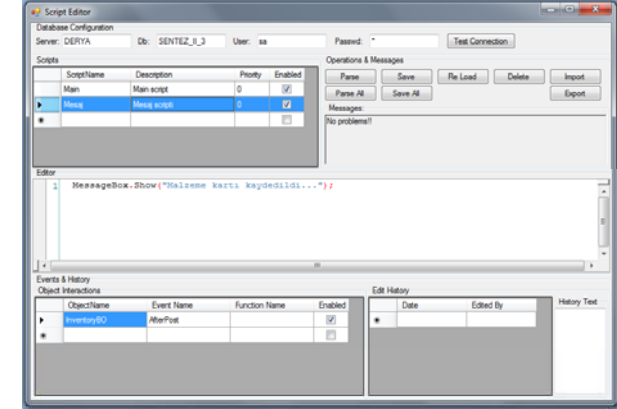 Script Editor
Database Configuration
Server: DERYA Db: SENTEZ_II_3 User: sa Passwd: * Test Connection
Scripts
ScriptName Description Priority Enabled
Main Main script 0
Mesaj Mesaj scripti 0
Operations & Messages
Parse Save Re Load Delete Import
Parse All Save All Export
Messages:
No problems!!
Editor
1 MessageBox.Show("Malzeme kartı kaydedildi...");
Events & History
Object Interactions
ObjectName Event Name Function Name Enabled
InventoryBO AfterPost
Edit History
Date Edited By
History Text